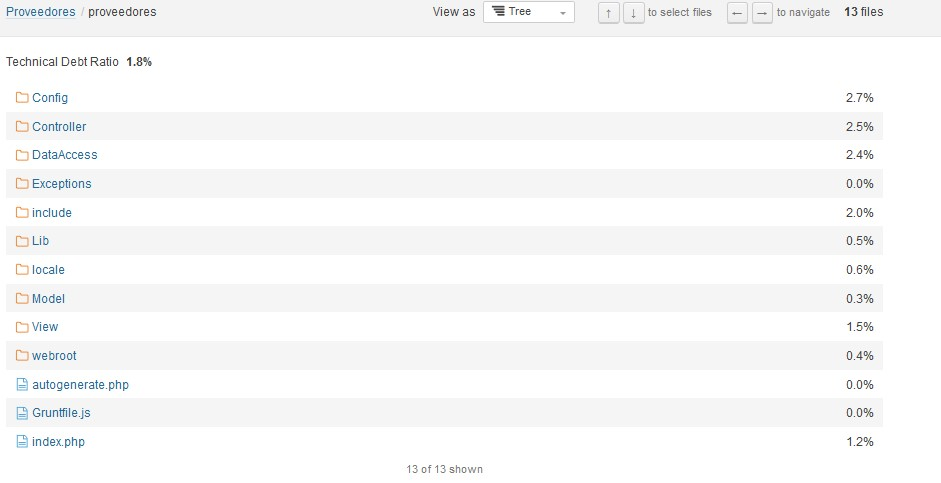 Proveedores / proveedores View as Tree ↑ ↓ to select files ← → to navigate 13 files
Technical Debt Ratio 1.8%
Config 2.7%
Controller 2.5%
DataAccess 2.4%
Exceptions 0.0%
include 2.0%
Lib 0.5%
locale 0.6%
Model 0.3%
View 1.5%
webroot 0.4%
autogenerate.php 0.0%
Gruntfile.js 0.0%
index.php 1.2%
13 of 13 shown